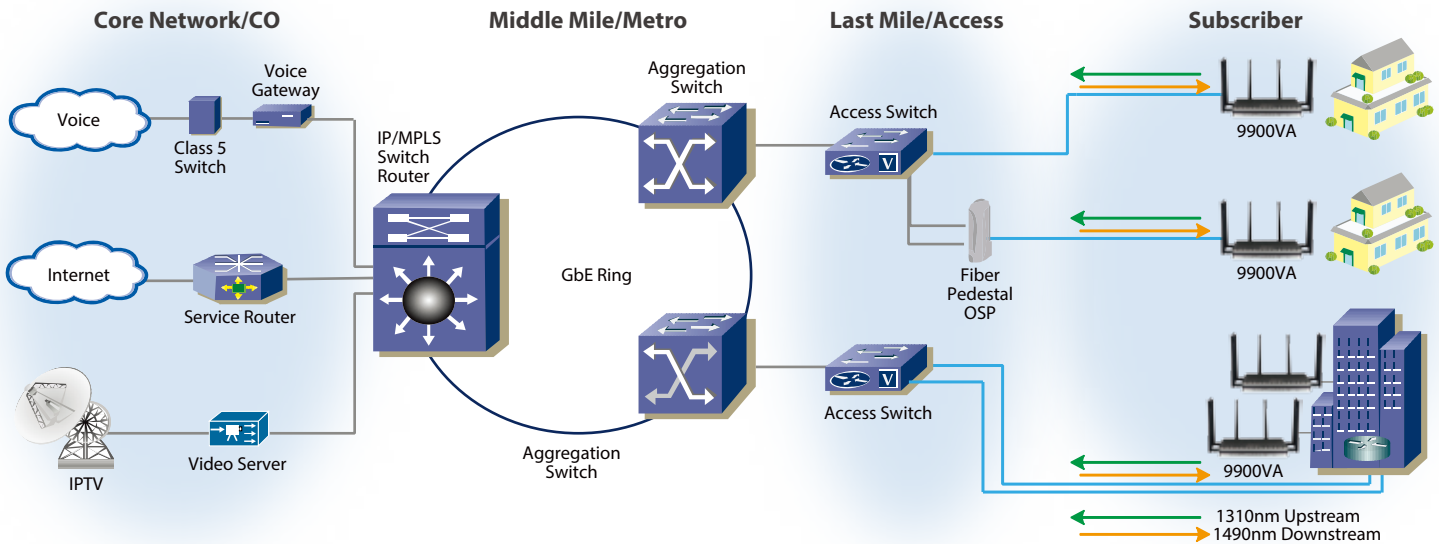 Core Network/CO
Middle Mile/Metro
Last Mile/Access
Subscriber
Voice
Class 5
Switch
Voice
Gateway
IP/MPLS
Switch
Router
Internet
Service Router
IPTV
Video Server
Aggregation
Switch
GbE Ring
Aggregation
Switch
Access Switch
V
Fiber
Pedestal
OSP
V
Access Switch
9900VA
9900VA
9900VA
1310nm Upstream
1490nm Downstream